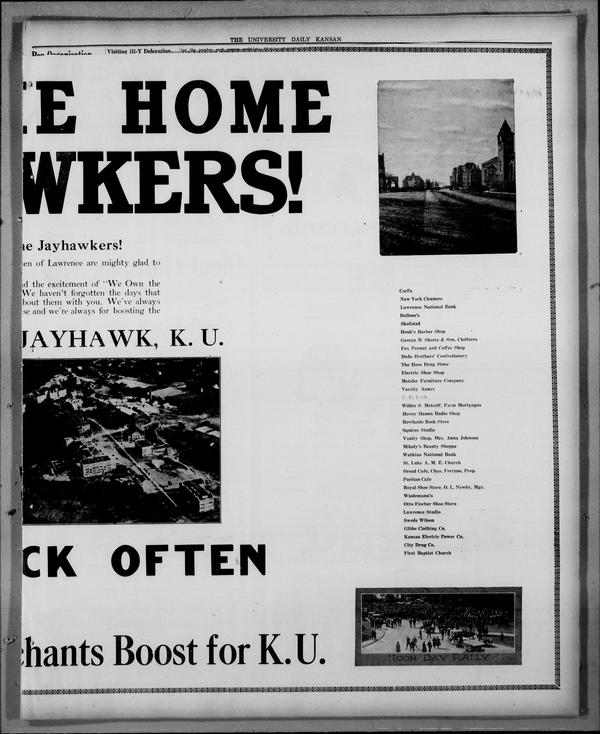 THE UNIVERSITY DAILY KANSAN
Visiting Hi-Y Delegation
E HOME
WKERS!
e Jayhawkers!
en of Lawrence are mighty glad to
d the excitement of "We Own the
We haven't forgotten the days that
bout them with you. We've always
se and we're always for boosting the
JAYHAWK, K. U.
CK OFTEN
hants Boost for K.U.
Carl's
New York Cleaners
Lawrence National Bank
Bullene's
Skofstad
Houk's Barber Shop
George B. Shorts & Son, Clothiers
Fox Peanut and Coffee Shop
Dedo Brothers' Confectionery
The Hess Drug Store
Electric Shoe Shop
Metzler Furniture Company
Varsity Annex
Wilder S. Metcalf, Farm Mortgages
Hovey Hanna Radio Shop
Rowlands Book Store
Squires Studio
Vanity Shop, Mrs. Anna Johnson
Milady's Beauty Shoppe
Watkins National Bank
St. Luke A. M. E. Church
Oread Cafe, Chas. Fortune, Prop.
Puritan Cafe
Royal Shoe Store, O. L. Newby, Mgr.
Wiedemann's
Otto Fischer Shoe Store
Lawrence Studio
Swede Wilson
Gibbs Clothing Co.
Kansas Electric Power Co.
City Drug Co.
First Baptist Church
NOON DAY RALLY